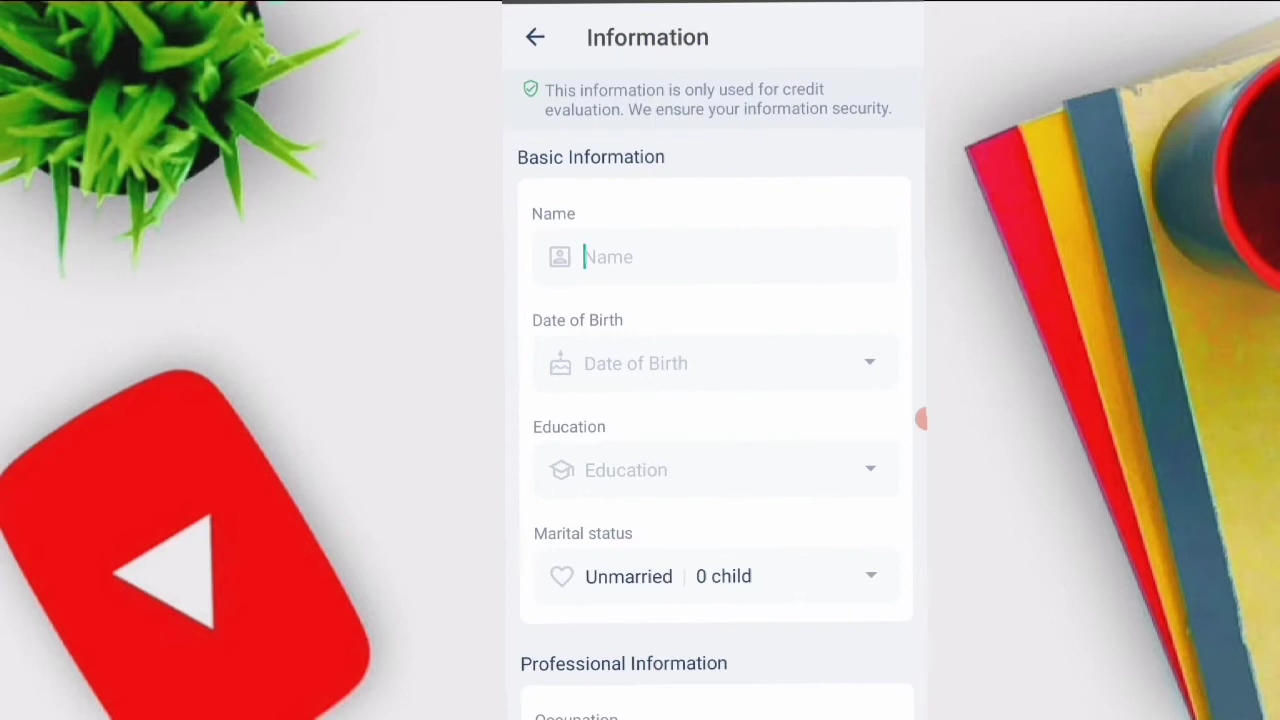 Information
This information is only used for credit
evaluation. We ensure your information security.
Basic Information
Name
Name
Date of Birth
Date of Birth
Education
Education
Marital status
Unmarried | 0 child
Professional Information
Occupation